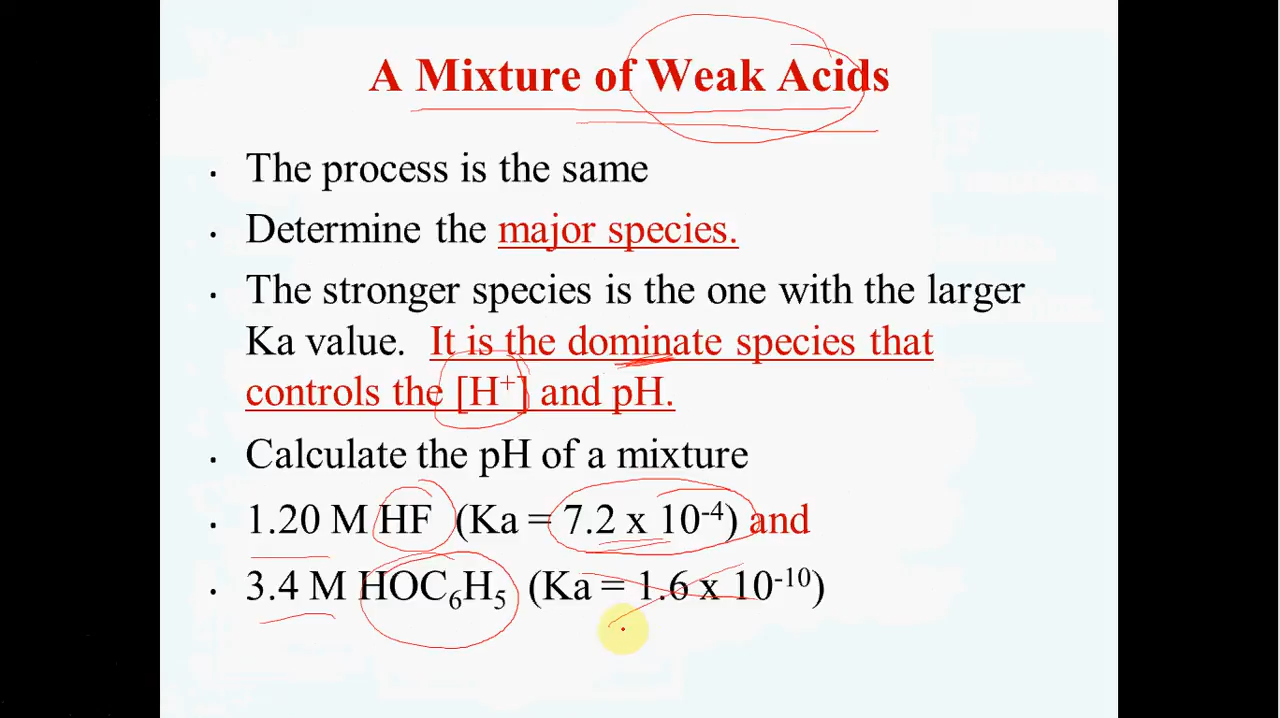 A Mixture of Weak Acids
· The process is the same
· Determine the major species.
· The stronger species is the one with the larger
Ka value. It is the dominate species that
controls the [H⁺] and pH.
· Calculate the pH of a mixture
· 1.20 M HF (Ka = 7.2 x 10⁻⁴) and
· 3.4 M HOC₆H₅ (Ka = 1.6 x 10⁻¹⁰)